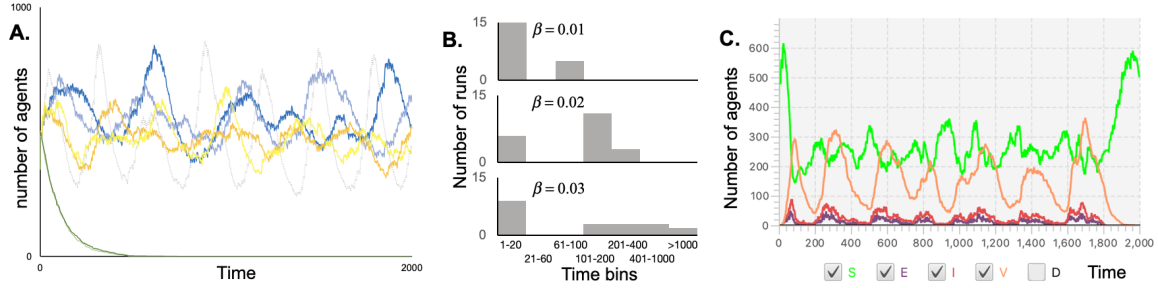 A.
1000
number of agents
0
0
Time
2000
B.
Number of runs
15
β = 0.01
0
15
β = 0.02
0
15
β = 0.03
0
1-20
61-100
201-400
>1000
21-60
101-200
401-1000
Time bins
C.
Number of agents
600
500
400
300
200
100
0
0
200
400
600
800
1,000
1,200
1,400
1,600
1,800
2,000
S
E
I
V
D
Time